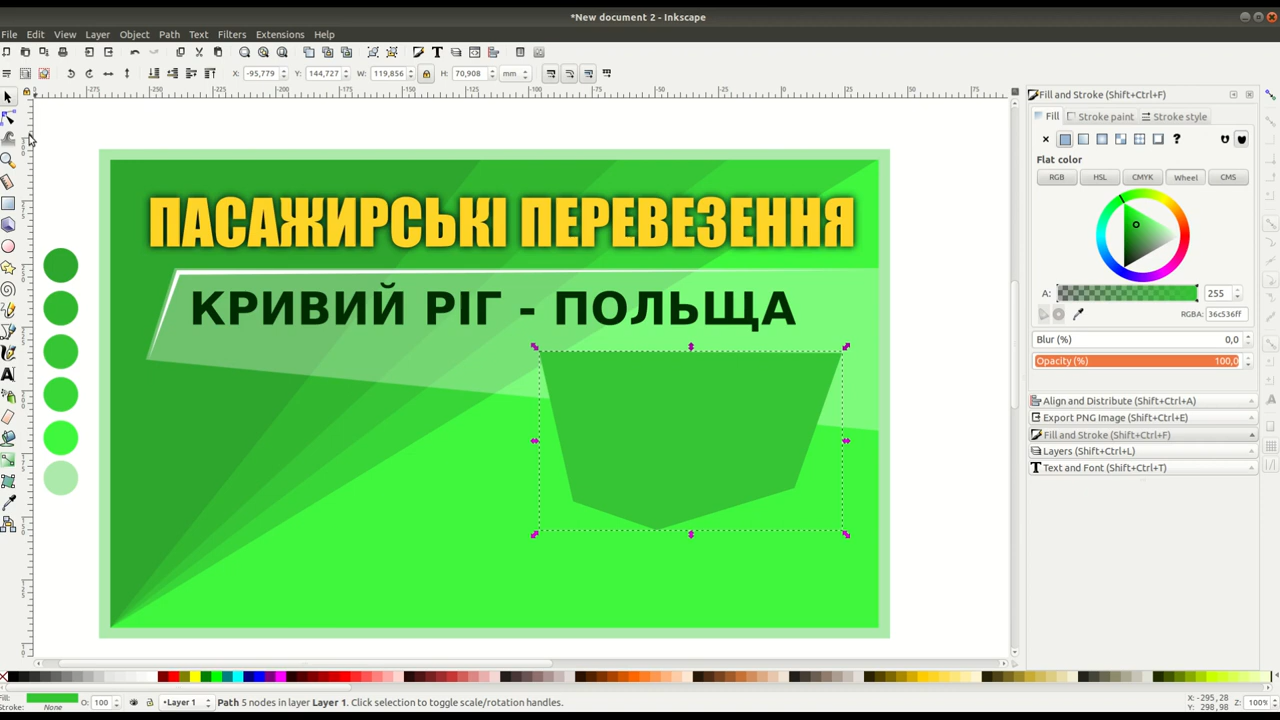 *New document 2 - Inkscape
File Edit View Layer Object Path Text Filters Extensions Help
X: -95,779 Y: 144,727 W: 119,856 H: 70,908 mm
Fill and Stroke (Shift+Ctrl+F)
Fill Stroke paint Stroke style
Flat color
RGB HSL CMYK Wheel CMS
A: 255
RGBA: 36c536ff
Blur (%) 0,0
Opacity (%) 100,0
Align and Distribute (Shift+Ctrl+A)
Export PNG Image (Shift+Ctrl+E)
Fill and Stroke (Shift+Ctrl+F)
Layers (Shift+Ctrl+L)
Text and Font (Shift+Ctrl+T)
ПАСАЖИРСЬКІ ПЕРЕВЕЗЕННЯ
КРИВИЙ РІГ - ПОЛЬЩА
Fill:
Stroke: None
O: 100
•Layer 1
Path 5 nodes in layer Layer 1. Click selection to toggle scale/rotation handles.
X: -295,28
Y: 298,98
Z: 100%